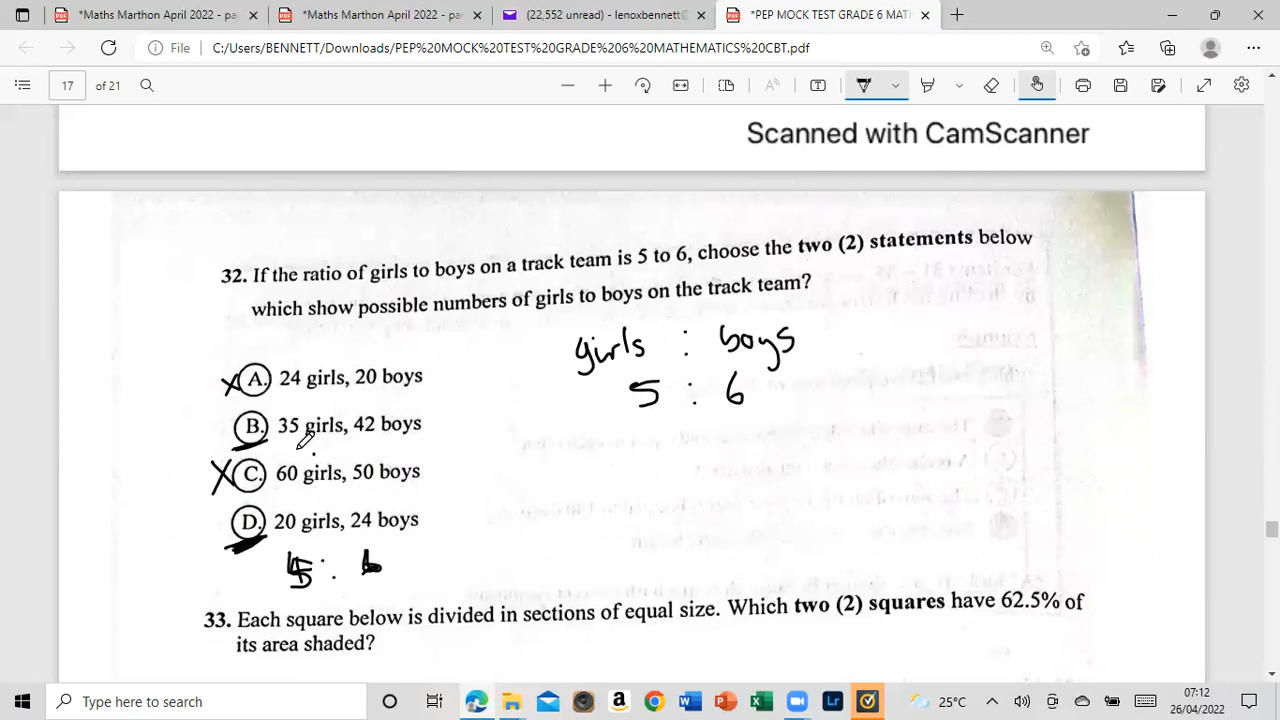 *Maths Marthon April 2022 - pa
*Maths Marthon April 2022 - pa
(22,552 unread) - lenoxbennett@
*PEP MOCK TEST GRADE 6 MATH
File
C:/Users/BENNETT/Downloads/PEP%20MOCK%20TEST%20GRADE%206%20MATHEMATICS%20CBT.pdf
17 of 21
Scanned with CamScanner
32. If the ratio of girls to boys on a track team is 5 to 6, choose the two (2) statements below
which show possible numbers of girls to boys on the track team?
girls : boys
5 : 6
A. 24 girls, 20 boys
B. 35 girls, 42 boys
C. 60 girls, 50 boys
D. 20 girls, 24 boys
5 : 6
33. Each square below is divided in sections of equal size. Which two (2) squares have 62.5% of
its area shaded?
Type here to search
25°C
07:12
26/04/2022